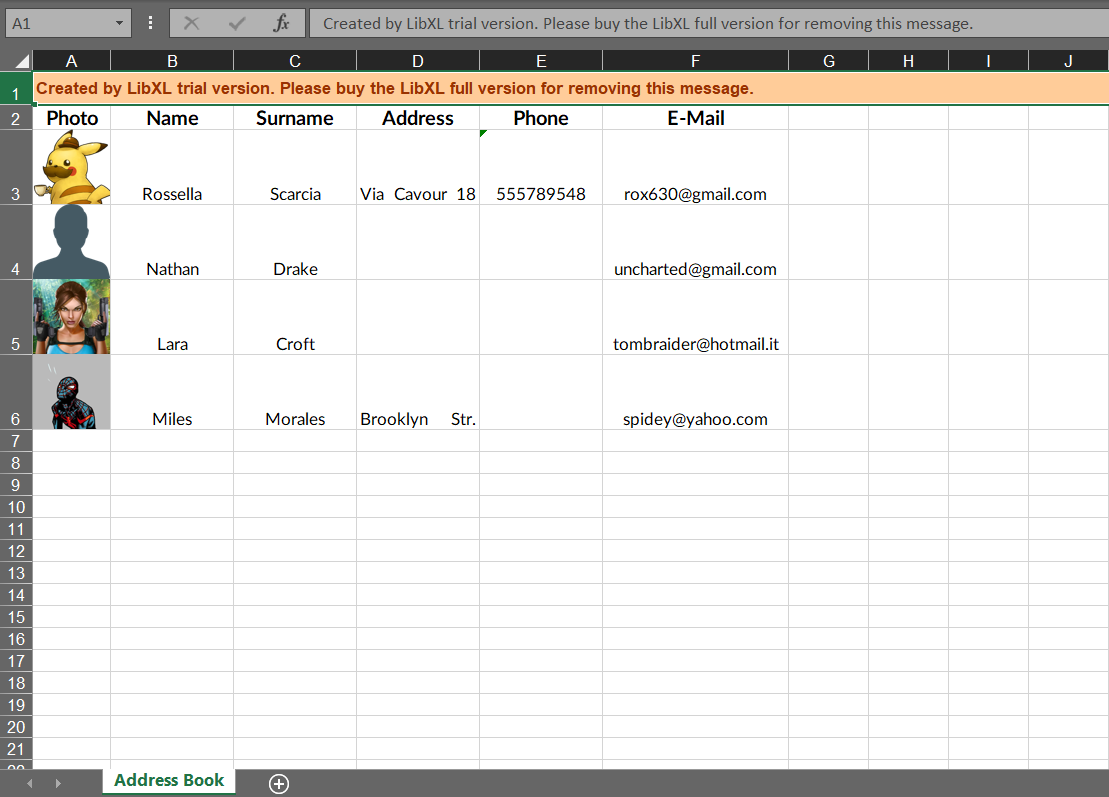 A1 fx Created by LibXL trial version. Please buy the LibXL full version for removing this message.
A B C D E F G H I J
1 Created by LibXL trial version. Please buy the LibXL full version for removing this message.
2 Photo Name Surname Address Phone E-Mail
3 Rossella Scarcia Via Cavour 18 555789548 rox630@gmail.com
4 Nathan Drake uncharted@gmail.com
5 Lara Croft tombraider@hotmail.it
6 Miles Morales Brooklyn Str. spidey@yahoo.com
7
8
9
10
11
12
13
14
15
16
17
18
19
20
21
Address Book